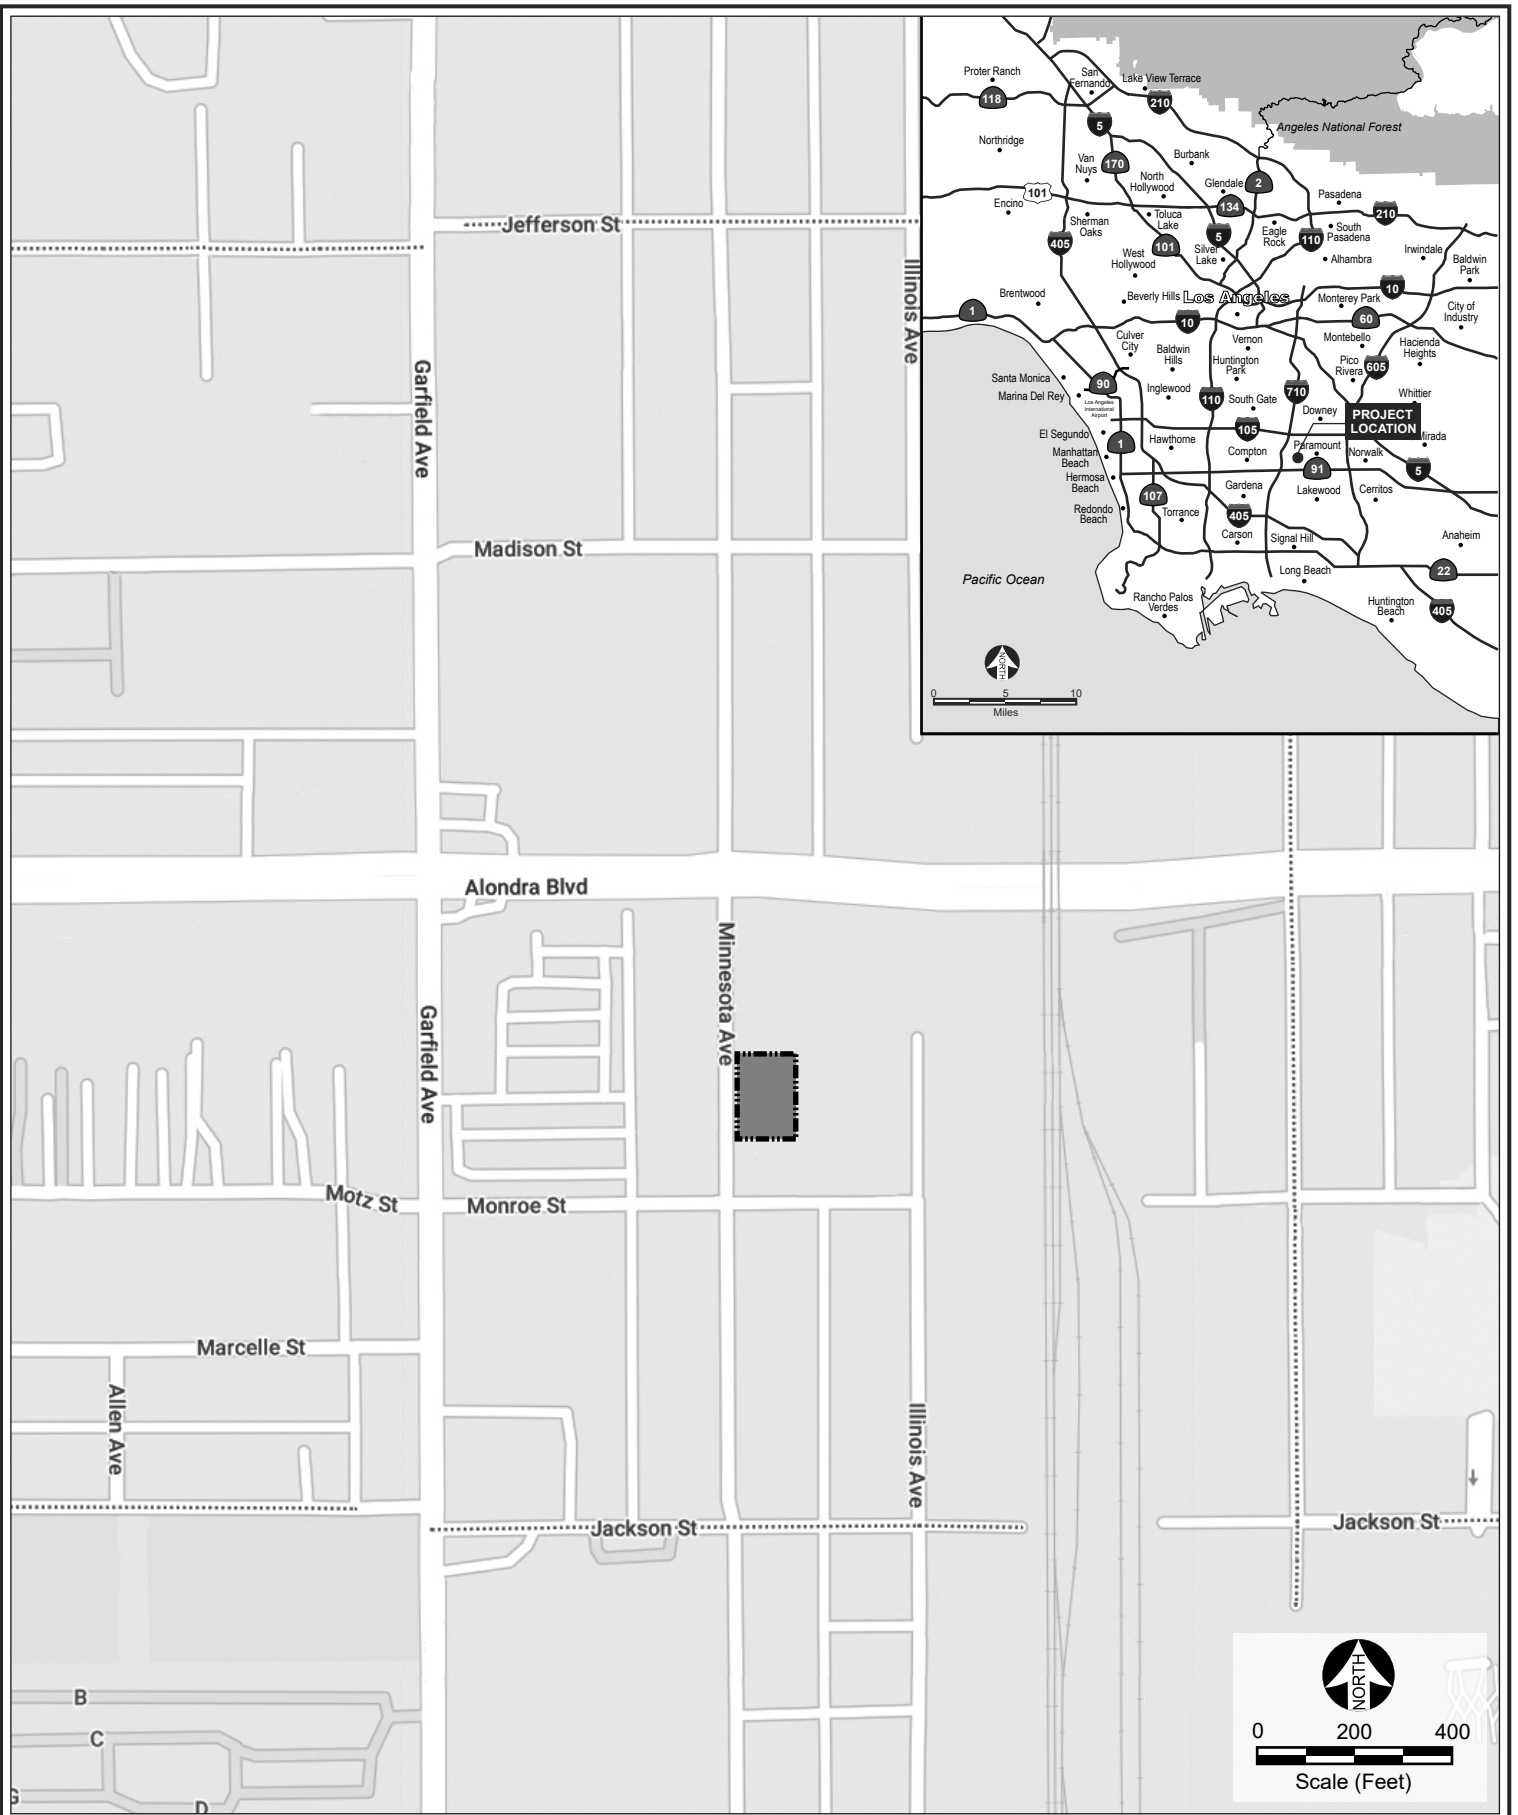 Jefferson St
Illinois Ave
Garfield Ave
Madison St
Alondra Blvd
Minnesota Ave
Garfield Ave
Motz St
Monroe St
Marcelle St
Allen Ave
Illinois Ave
Jackson St
Jackson St
B
C
G
D
NORTH
0 200 400
Scale (Feet)
Proter Ranch
San
Fernando
Lake View Terrace
118
210
5
Angeles National Forest
Northridge
Van
Nuys
170
Burbank
North
Hollywood
Glendale
2
Pasadena
101
Encino
134
210
Sherman
Oaks
Toluca
Lake
Eagle
Rock
South
Pasadena
405
101
5
110
Silver
Lake
West
Hollywood
Alhambra
Irwindale
Baldwin
Park
Brentwood
Beverly Hills
Los Angeles
Monterey Park
10
City of
Industry
1
10
60
Culver
City
Baldwin
Hills
Vernon
Montebello
Hacienda
Heights
Huntington
Park
Pico
Rivera
605
Santa Monica
90
Marina Del Rey
Inglewood
110
710
Whittier
Los Angeles
International
Airport
South Gate
Downey
PROJECT
LOCATION
El Segundo
1
Hawthorne
105
Mirada
Manhattan
Beach
Compton
Paramount
Norwalk
91
5
Hermosa
Beach
Gardena
Lakewood
Cerritos
107
Redondo
Beach
Torrance
405
Carson
Signal Hill
Anaheim
Long Beach
22
Pacific Ocean
Rancho Palos
Verdes
Huntington
Beach
405
NORTH
0 5 10
Miles